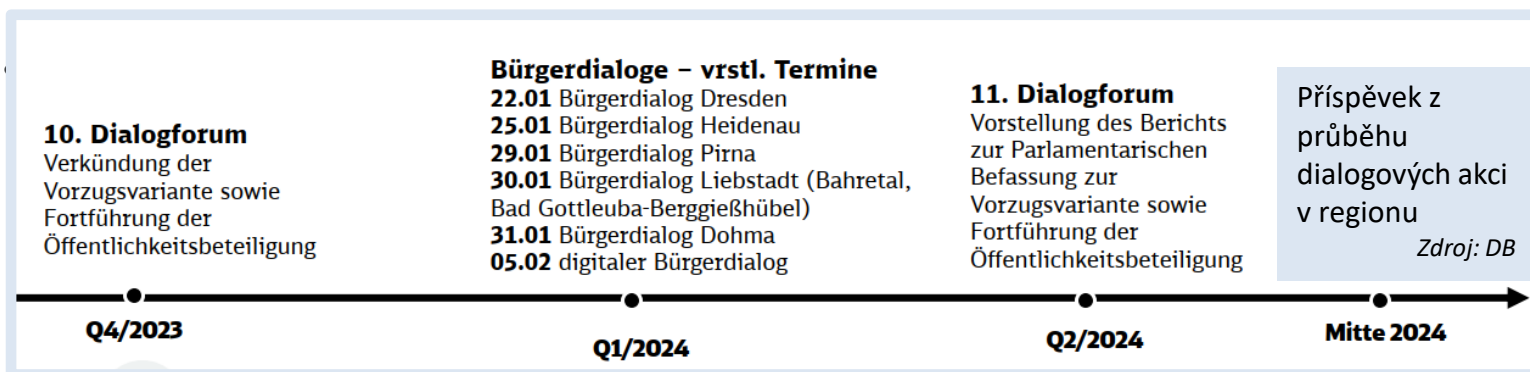 10. Dialogforum
Verkündung der
Vorzugsvariante sowie
Fortführung der
Öffentlichkeitsbeteiligung
Bürgerdialoge – vrstl. Termine
22.01 Bürgerdialog Dresden
25.01 Bürgerdialog Heidenau
29.01 Bürgerdialog Pirna
30.01 Bürgerdialog Liebstadt (Bahretal,
Bad Gottleuba-Berggießhübel)
31.01 Bürgerdialog Dohma
05.02 digitaler Bürgerdialog
11. Dialogforum
Vorstellung des Berichts
zur Parlamentarischen
Befassung zur
Vorzugsvariante sowie
Fortführung der
Öffentlichkeitsbeteiligung
Příspěvek z
průběhu
dialogových akci
v regionu
Zdroj: DB
Q4/2023
Q1/2024
Q2/2024
Mitte 2024